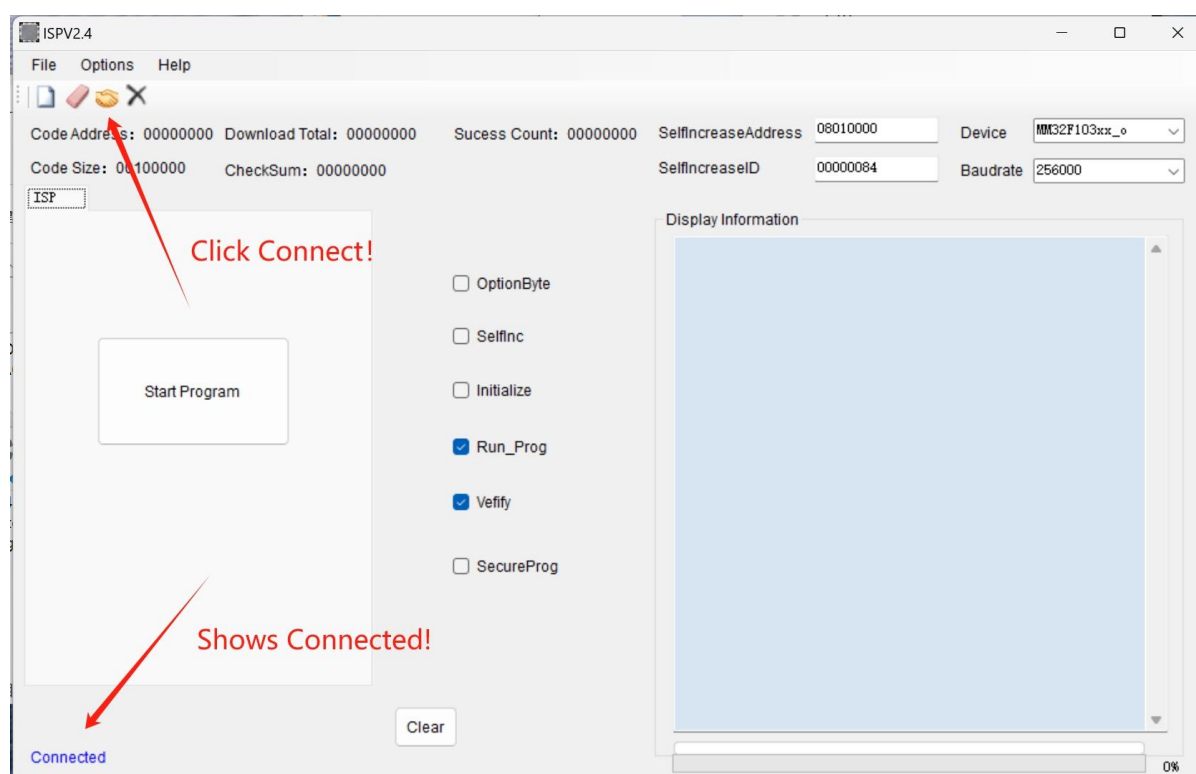 ISPV2.4
File Options Help
Code Address: 00000000 Download Total: 00000000 Sucess Count: 00000000 SelfIncreaseAddress 08010000 Device MM32F103xx_o
Code Size: 00100000 CheckSum: 00000000 SelfIncreaseID 00000084 Baudrate 256000
ISP
Display Information
Click Connect!
OptionByte
SelfInc
Start Program
Initialize
Run_Prog
Vefify
SecureProg
Shows Connected!
Clear
Connected
0%